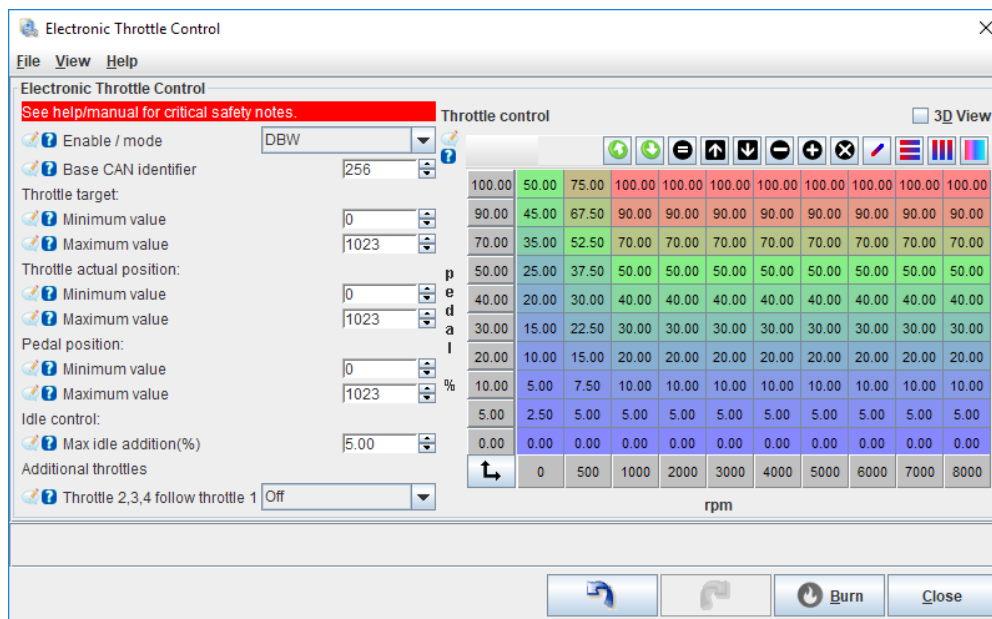 Electronic Throttle Control
File View Help
Electronic Throttle Control
See help/manual for critical safety notes.
Enable / mode DBW
Base CAN identifier 256
Throttle target:
Minimum value 0
Maximum value 1023
Throttle actual position:
Minimum value 0
Maximum value 1023
Pedal position:
Minimum value 0
Maximum value 1023
Idle control:
Max idle addition(%) 5.00
Additional throttles
Throttle 2,3,4 follow throttle 1 Off
Throttle control
3D View
pedal %
100.00 50.00 75.00 100.00 100.00 100.00 100.00 100.00 100.00 100.00 100.00
90.00 45.00 67.50 90.00 90.00 90.00 90.00 90.00 90.00 90.00 90.00
70.00 35.00 52.50 70.00 70.00 70.00 70.00 70.00 70.00 70.00 70.00
50.00 25.00 37.50 50.00 50.00 50.00 50.00 50.00 50.00 50.00 50.00
40.00 20.00 30.00 40.00 40.00 40.00 40.00 40.00 40.00 40.00 40.00
30.00 15.00 22.50 30.00 30.00 30.00 30.00 30.00 30.00 30.00 30.00
20.00 10.00 15.00 20.00 20.00 20.00 20.00 20.00 20.00 20.00 20.00
10.00 5.00 7.50 10.00 10.00 10.00 10.00 10.00 10.00 10.00 10.00
5.00 2.50 5.00 5.00 5.00 5.00 5.00 5.00 5.00 5.00 5.00
0.00 0.00 0.00 0.00 0.00 0.00 0.00 0.00 0.00 0.00 0.00
0 500 1000 2000 3000 4000 5000 6000 7000 8000
rpm
Burn
Close